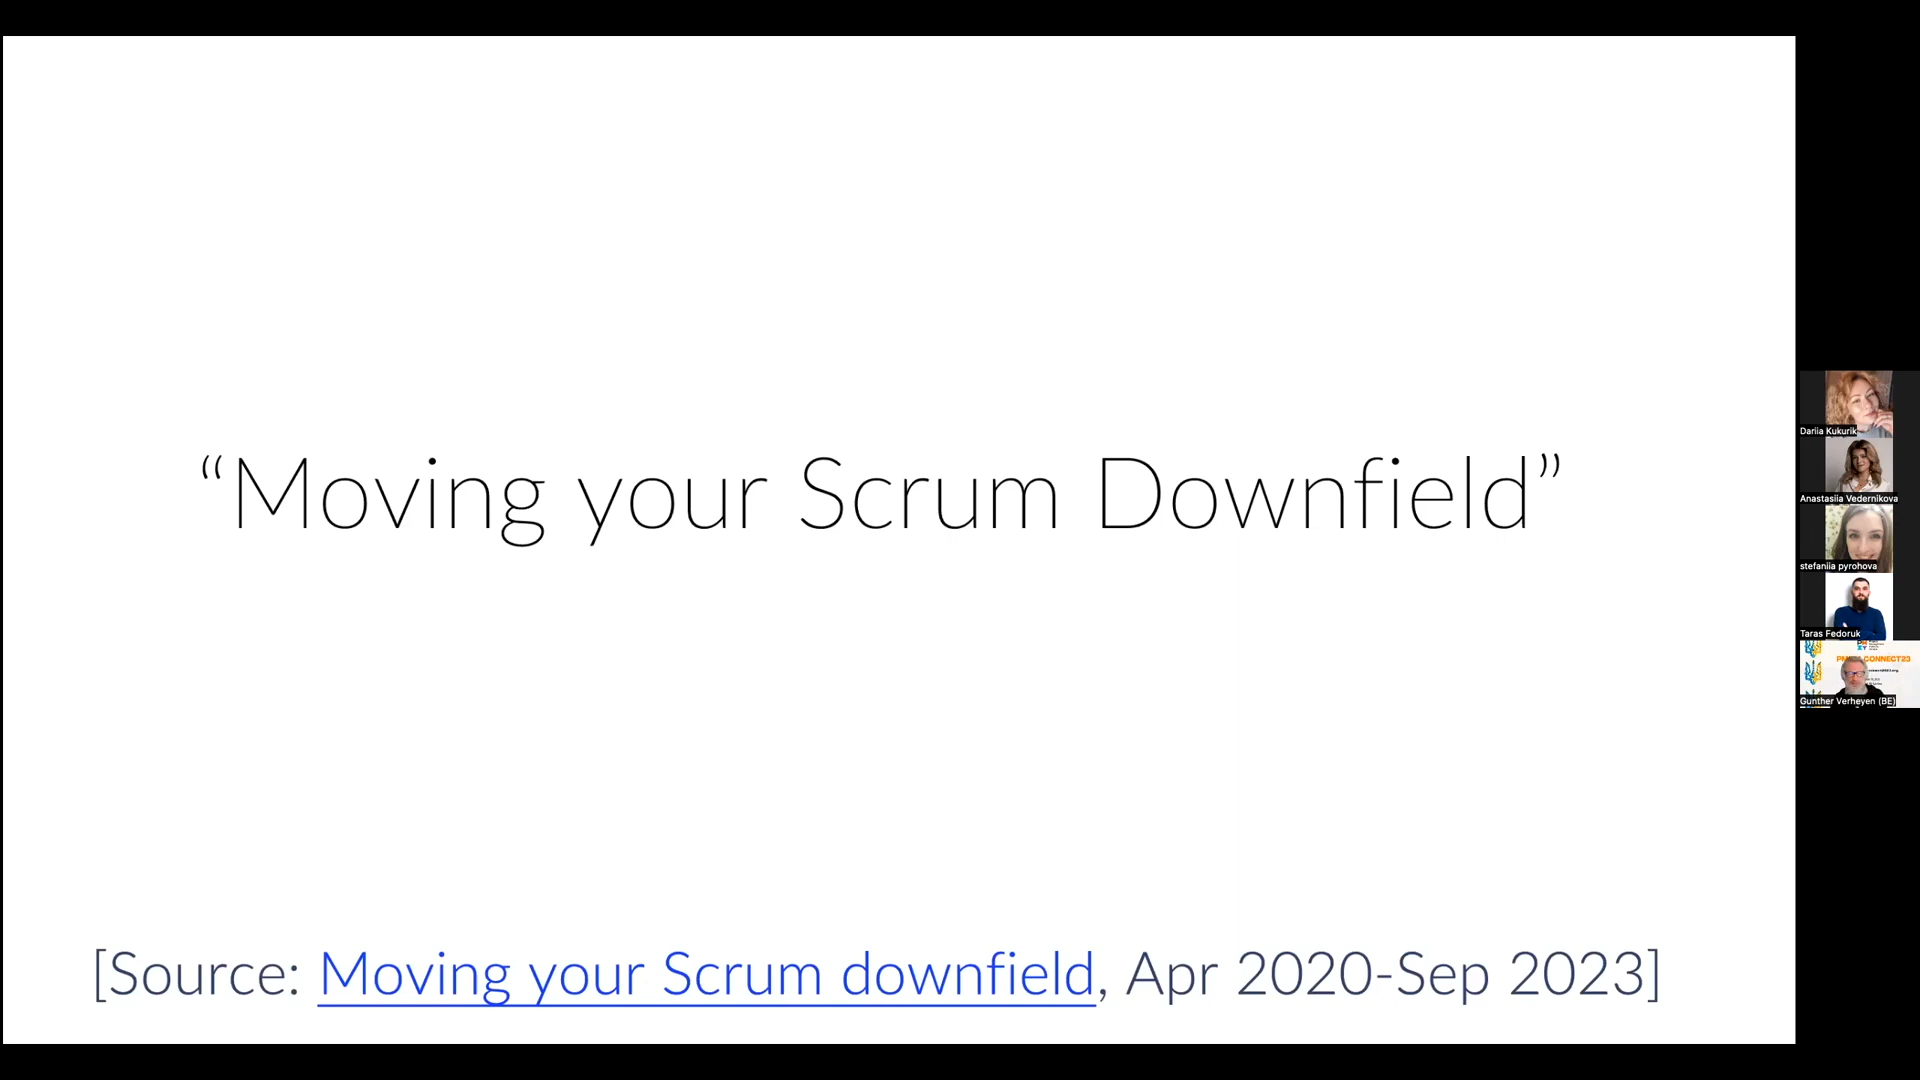 “Moving your Scrum Downfield”
[Source: Moving your Scrum downfield, Apr 2020-Sep 2023]
Dariia Kukurik
Anastasiia Vedernikova
stefaniia pyrohova
Taras Fedoruk
CONNECT23
Gunther Verheyen (BE)